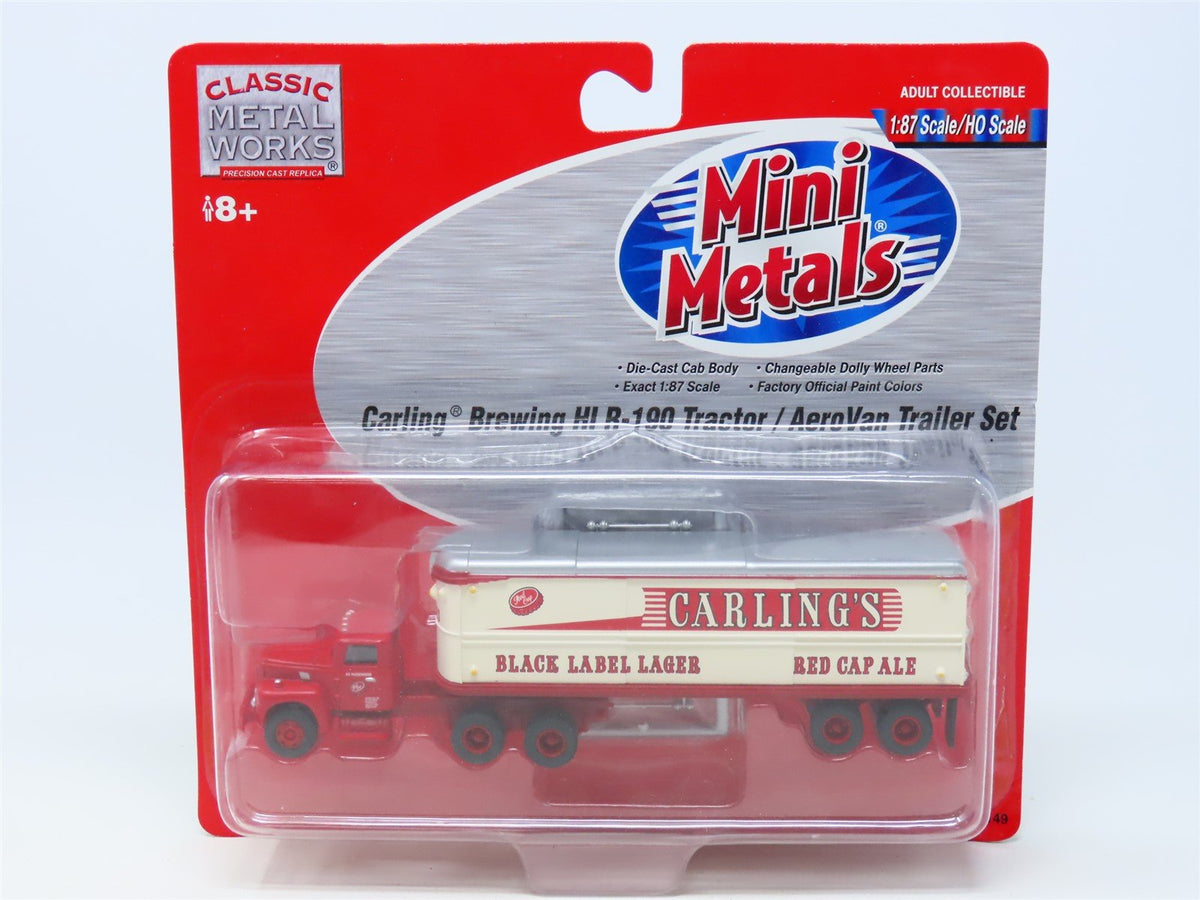 CLASSIC
METAL
WORKS®
PRECISION CAST REPLICA
8+
ADULT COLLECTIBLE
1:87 Scale/HO Scale
Mini
Metals®
• Die-Cast Cab Body • Changeable Dolly Wheel Parts
• Exact 1:87 Scale • Factory Official Paint Colors
Carling® Brewing HI R-190 Tractor / AeroVan Trailer Set
CARLING'S
BLACK LABEL LAGER RED CAP ALE
49